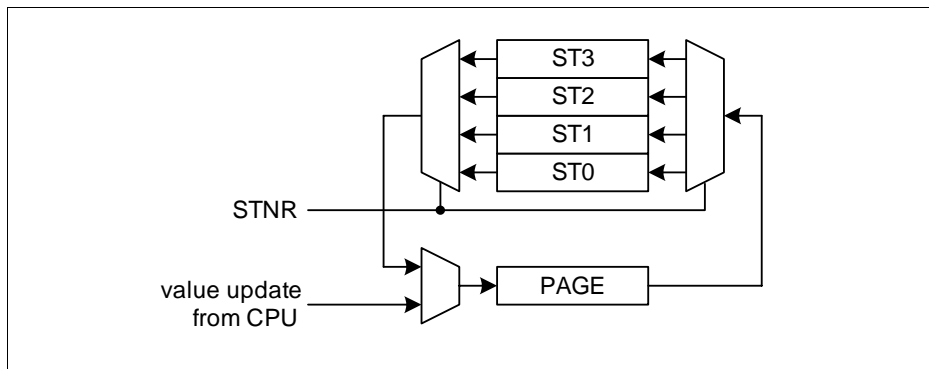 ST3
ST2
ST1
ST0
STNR
value update
from CPU
PAGE